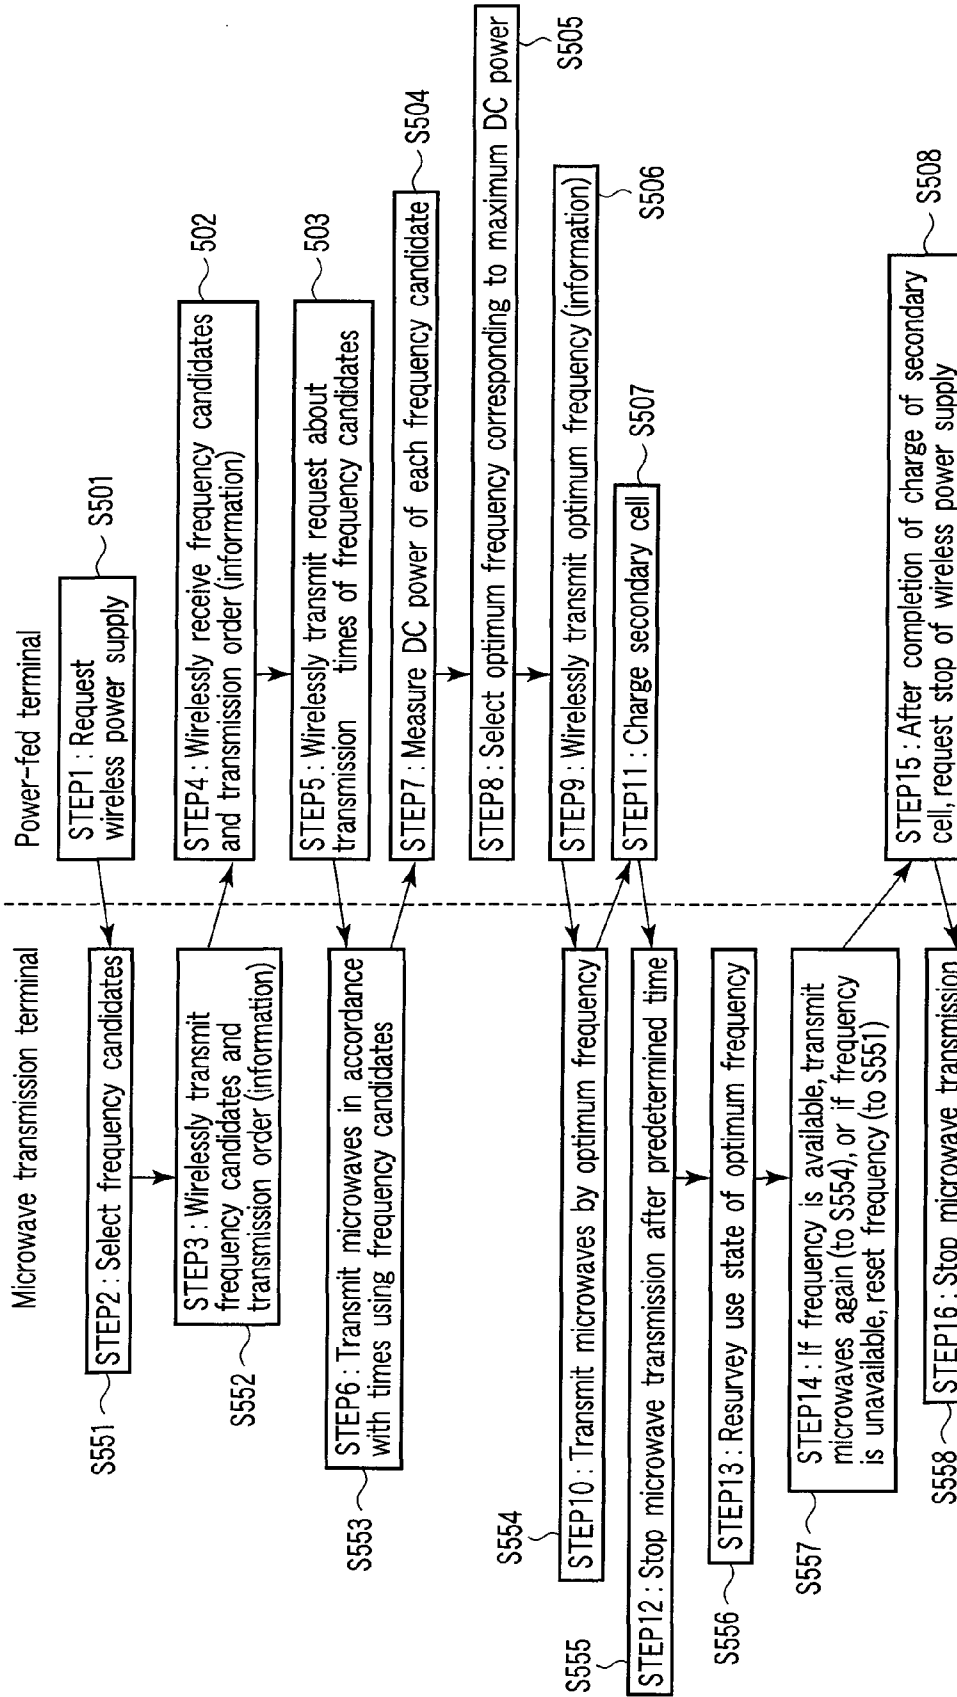 Microwave transmission terminal
Power-fed terminal
STEP1 : Request
wireless power supply
S501
S551
STEP2 : Select frequency candidates
STEP3 : Wirelessly transmit
frequency candidates and
transmission order (information)
S552
STEP4 : Wirelessly receive frequency candidates
and transmission order (information)
502
STEP5 : Wirelessly transmit request about
transmission times of frequency candidates
503
STEP6 : Transmit microwaves in accordance
with times using frequency candidates
S553
STEP7 : Measure DC power of each frequency candidate
S504
STEP8 : Select optimum frequency corresponding to maximum DC power
S505
STEP9 : Wirelessly transmit optimum frequency (information)
S506
S554
STEP10 : Transmit microwaves by optimum frequency
STEP11 : Charge secondary cell
S507
S555
STEP12 : Stop microwave transmission after predetermined time
STEP13 : Resurvey use state of optimum frequency
S556
STEP14 : If frequency is available, transmit
microwaves again (to S554), or if frequency
is unavailable, reset frequency (to S551)
S557
STEP15 : After completion of charge of secondary
cell, request stop of wireless power supply
S508
S558
STEP16 : Stop microwave transmission